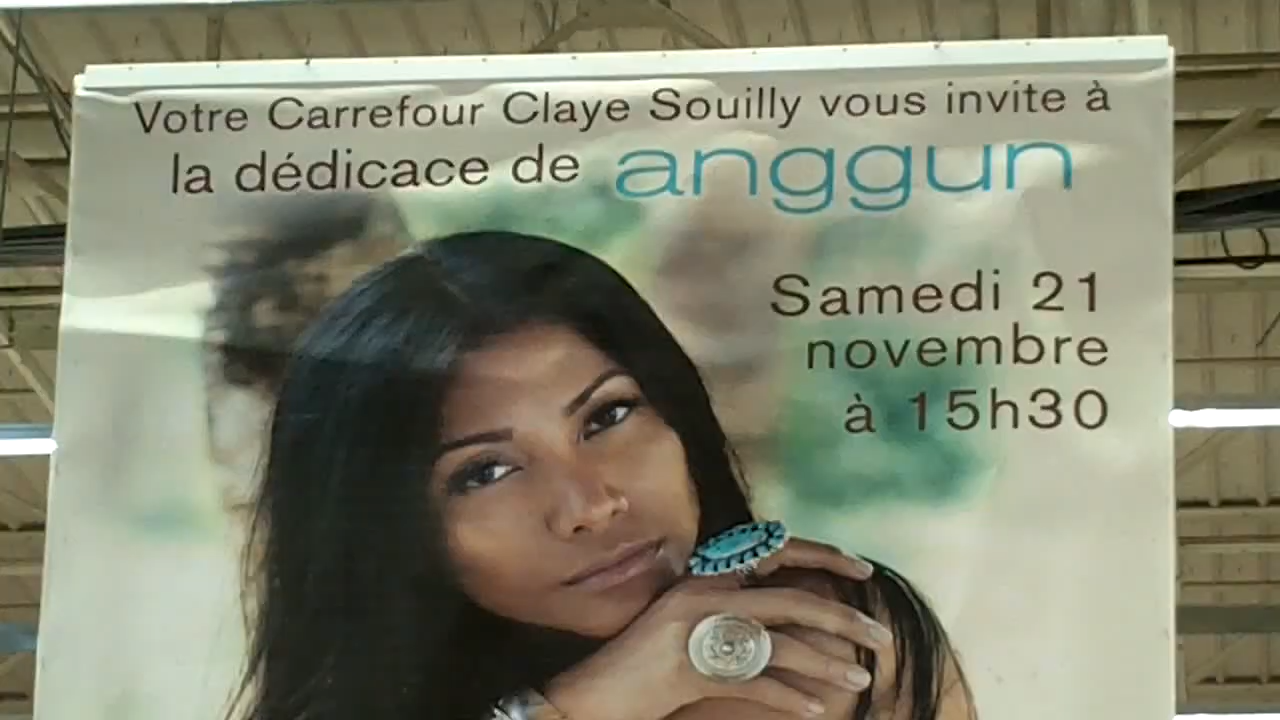 Votre Carrefour Claye Souilly vous invite à
la dédicace de anggun
Samedi 21
novembre
à 15h30